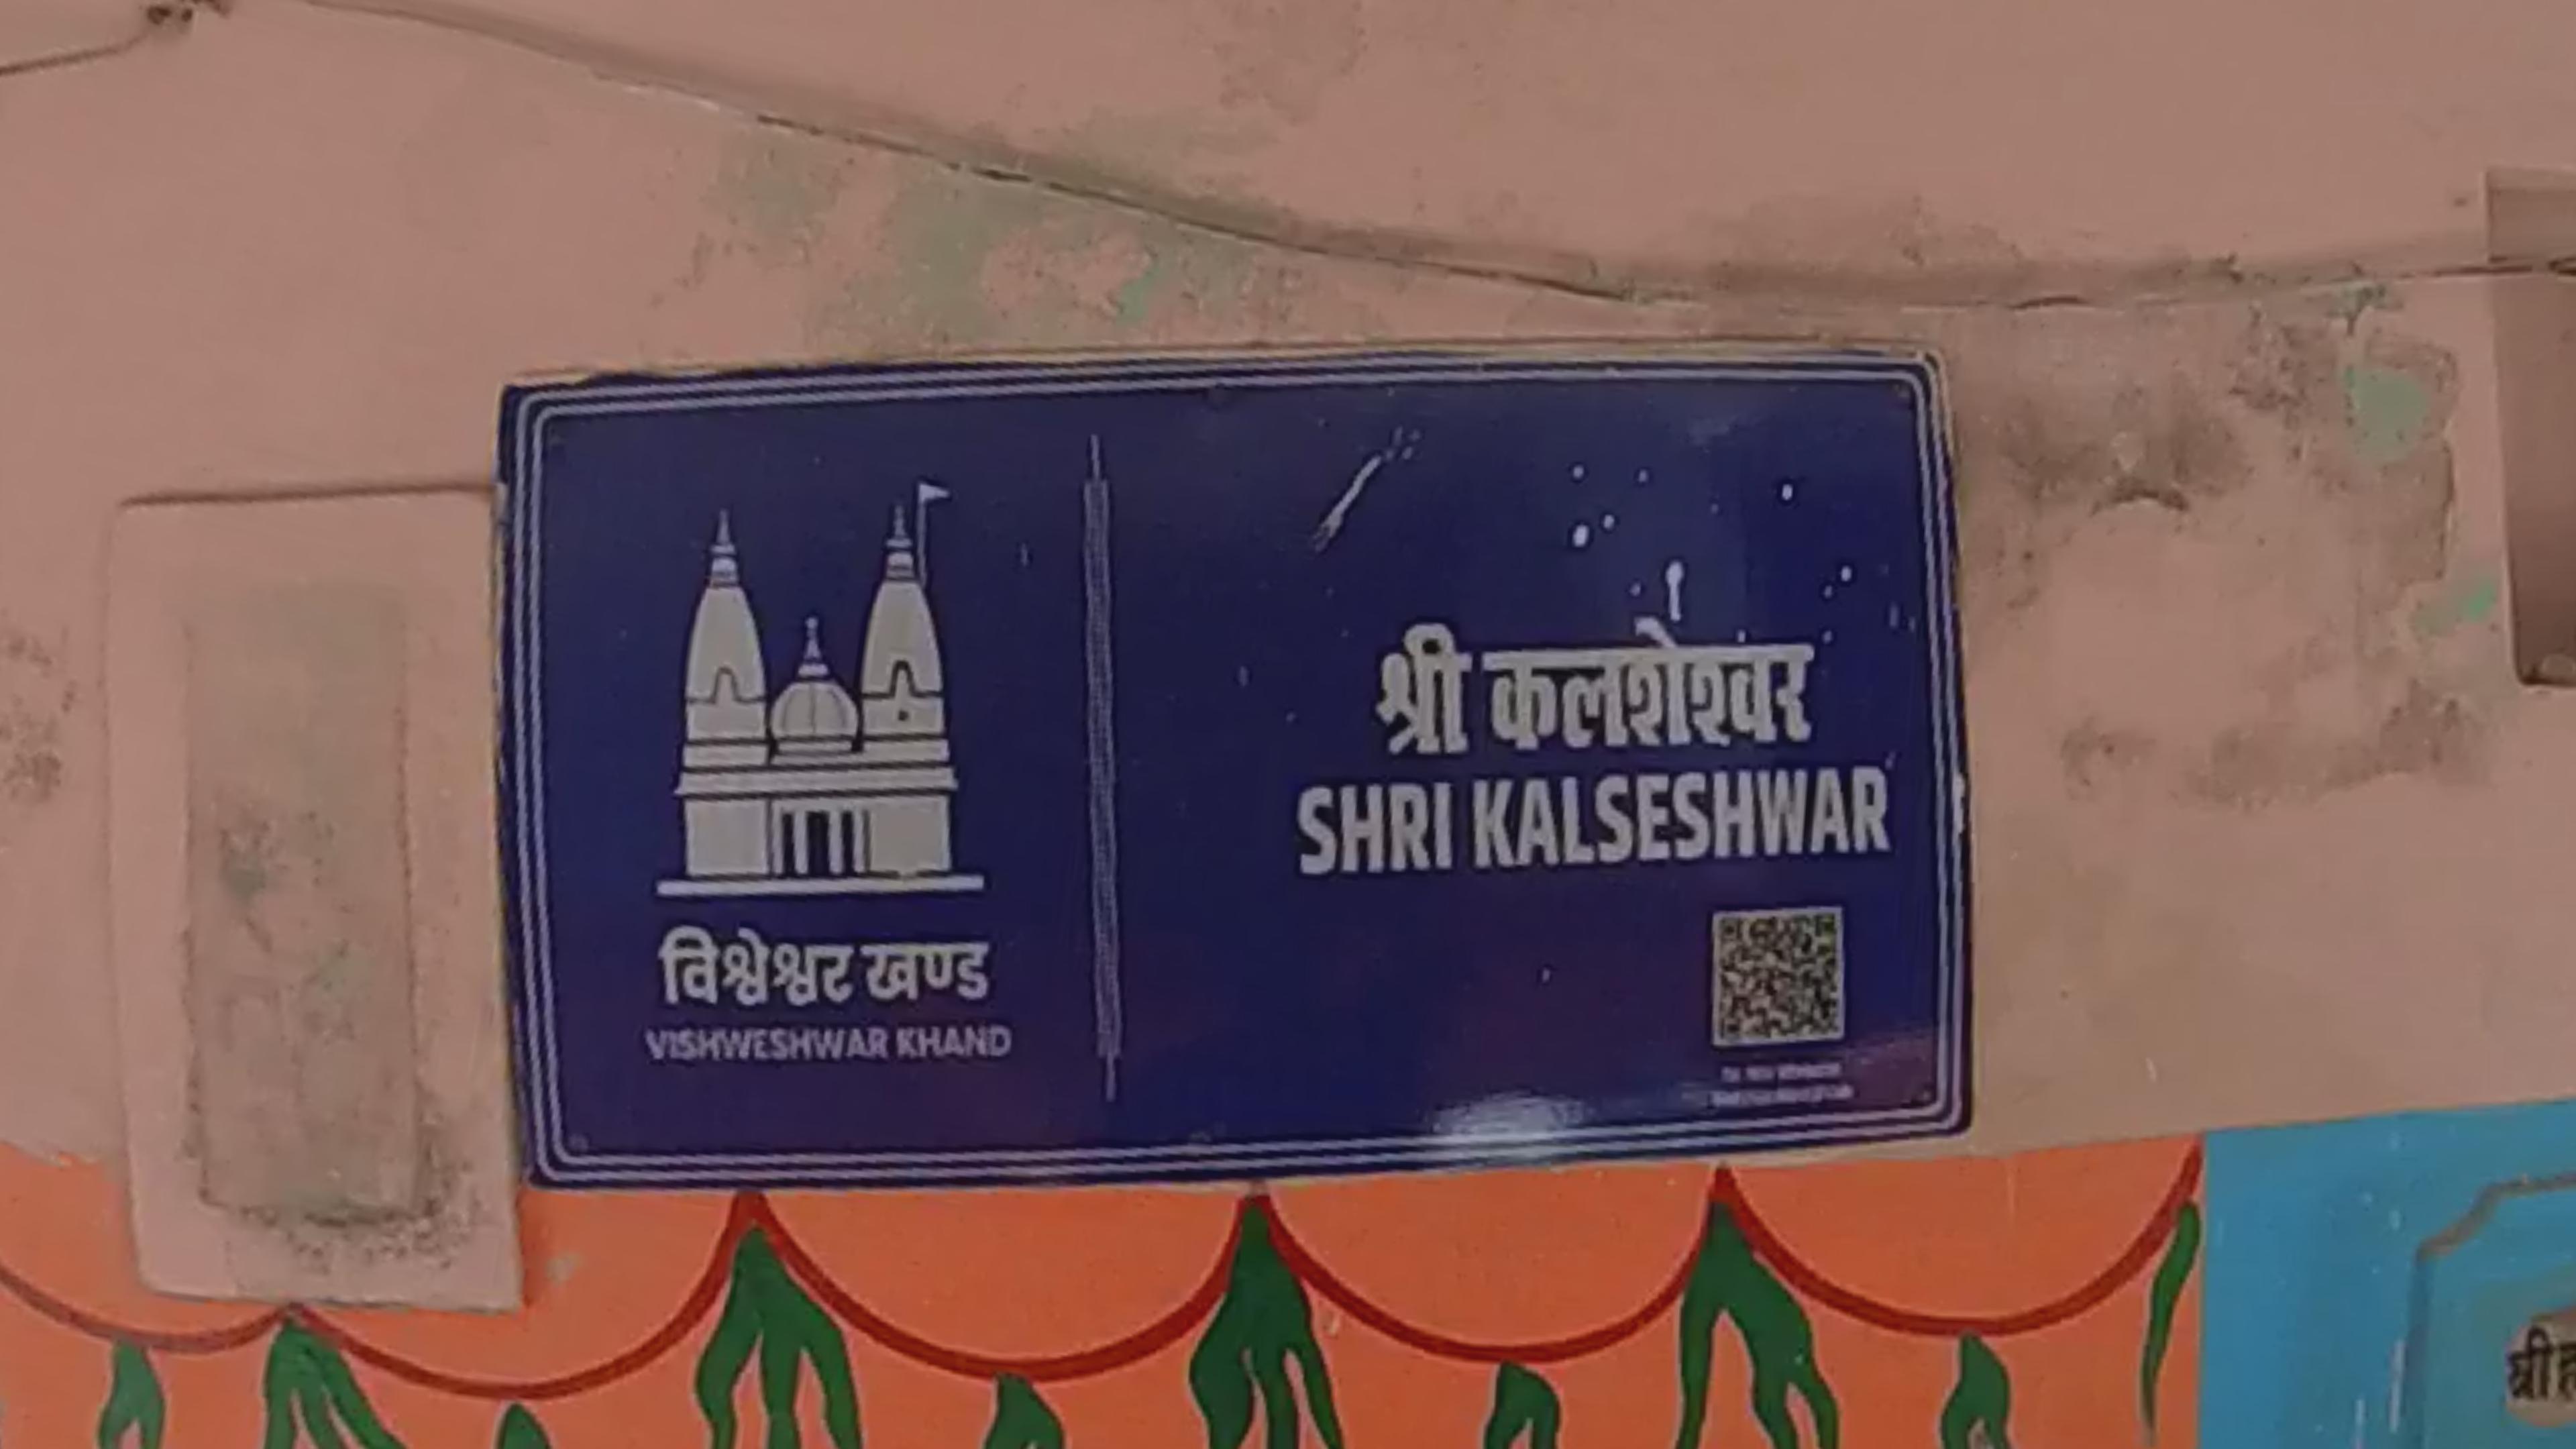 विश्वेश्वर खण्ड
VISHWESHWAR KHAND
श्री कलशेश्वर
SHRI KALSESHWAR
श्री